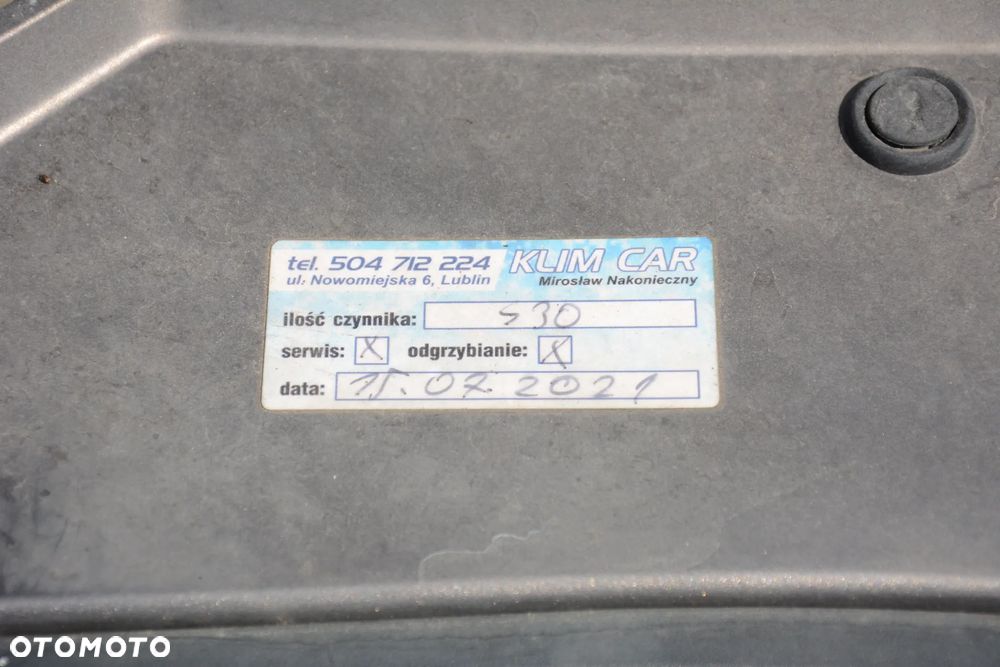 tel. 504 712 224 KLIM CAR
ul. Nowomiejska 6, Lublin Mirosław Nakonieczny
ilość czynnika: 530
serwis: X odgrzybianie: X
data: 15.07.2021
OTOMOTO